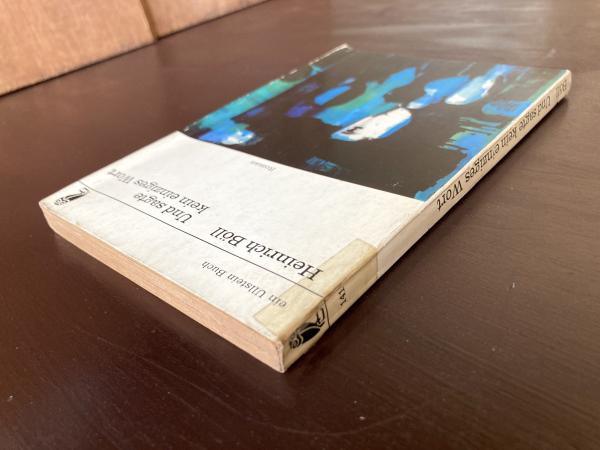 ein Ullstein Buch
Heinrich Böll
Und sagte
kein einziges Wort
Roman
Böll Und sagte kein einziges Wort
141